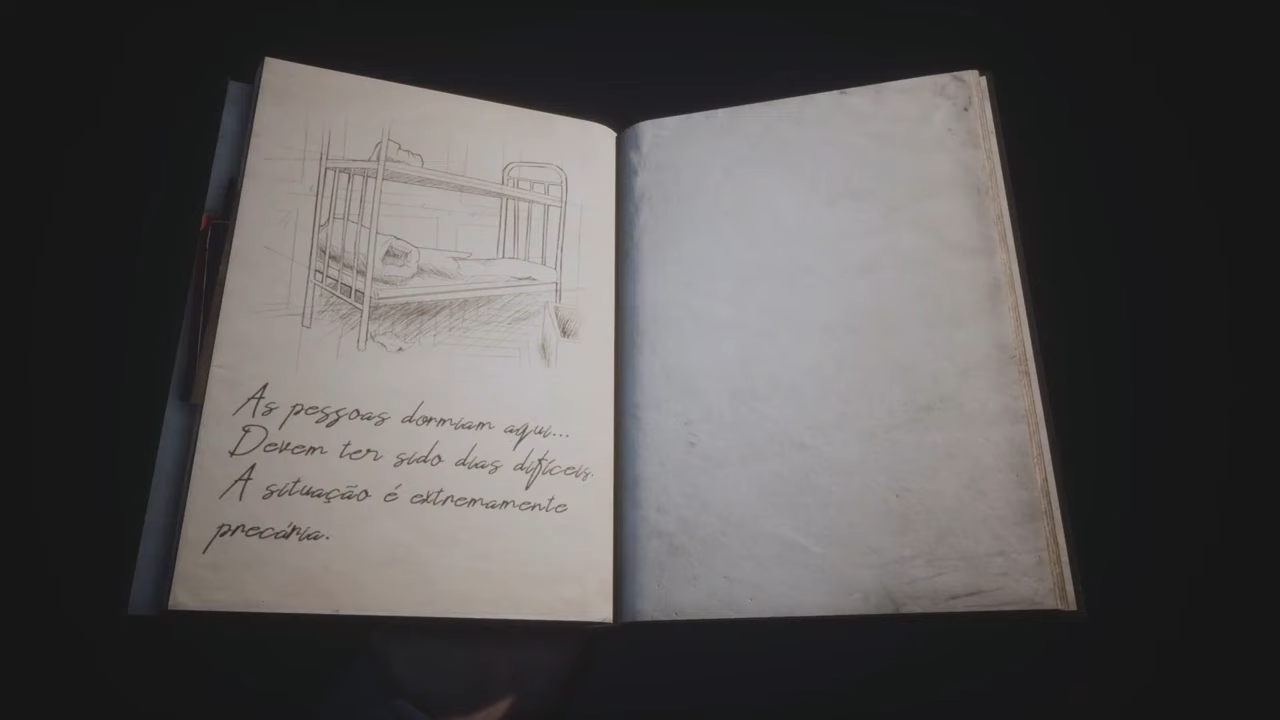 As pessoas dormiam aqui...
Devem ter sido dias difíceis.
A situação é extremamente
precária.